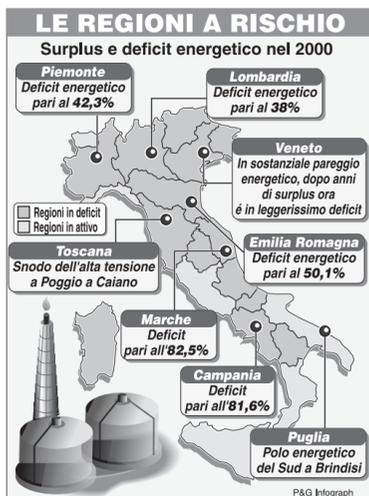 LE REGIONI A RISCHIO
Surplus e deficit energetico nel 2000
Piemonte
Deficit energetico
pari al 42,3%
Lombardia
Deficit energetico
pari al 38%
Veneto
In sostanziale pareggio
energetico, dopo anni
di surplus ora
é in leggerissimo deficit
Regioni in deficit
Regioni in attivo
Toscana
Snodo dell'alta tensione
a Poggio a Caiano
Emilia Romagna
Deficit energetico
pari al 50,1%
Marche
Deficit
pari all'82,5%
Campania
Deficit
pari all'81,6%
Puglia
Polo energetico
del Sud a Brindisi
P&G Infograph